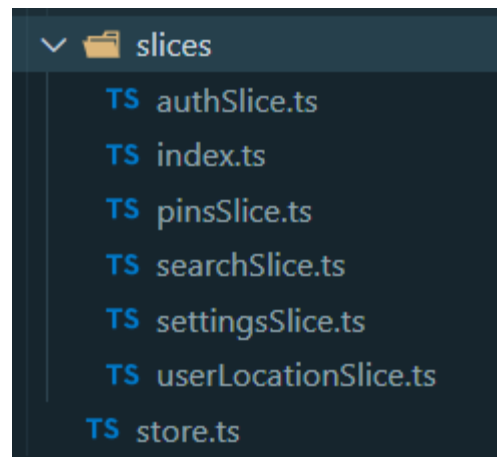 slices
TS authSlice.ts
TS index.ts
TS pinsSlice.ts
TS searchSlice.ts
TS settingsSlice.ts
TS userLocationSlice.ts
TS store.ts